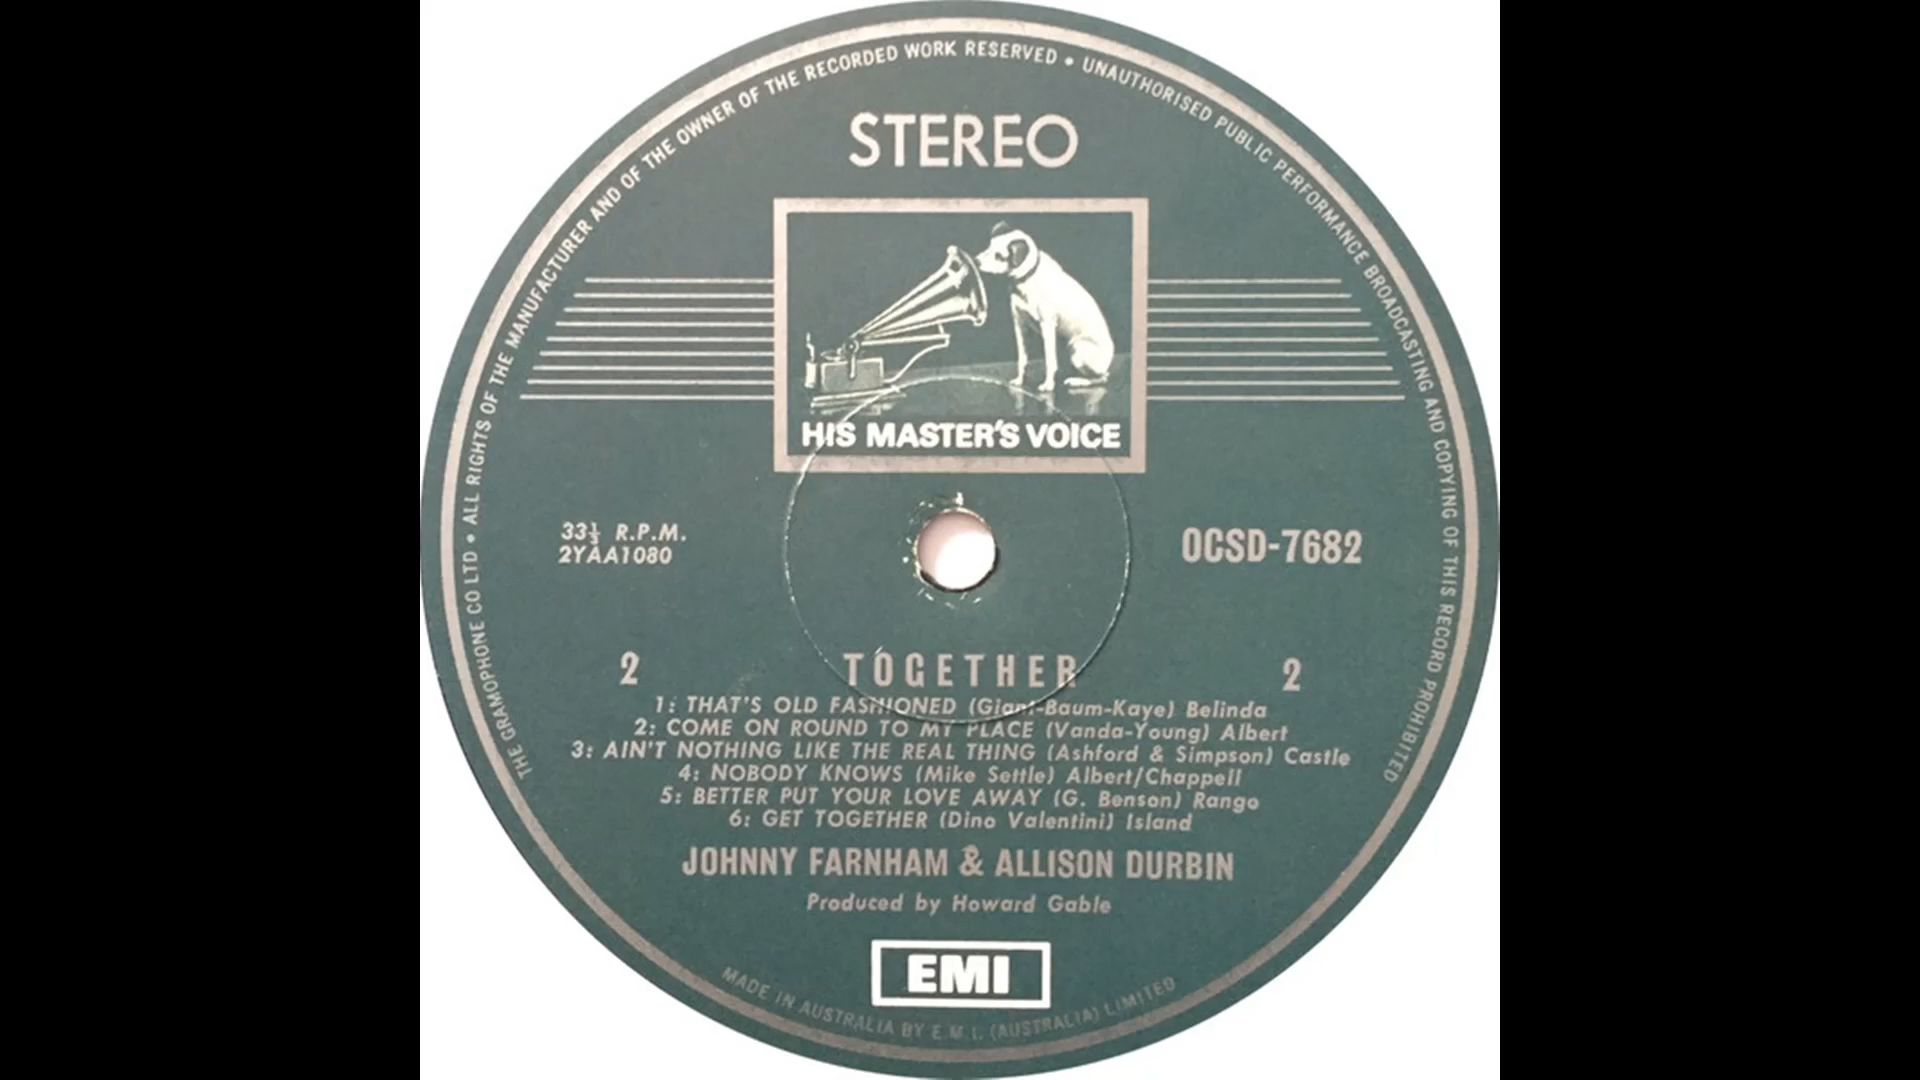 THE GRAMOPHONE CO LTD • ALL RIGHTS OF THE MANUFACTURER AND OF THE OWNER OF THE RECORDED WORK RESERVED • UNAUTHORISED PUBLIC PERFORMANCE BROADCASTING AND COPYING OF THIS RECORD PROHIBITED
STEREO
HIS MASTER'S VOICE
33⅓ R.P.M.
2YAA1080
OCSD-7682
2 TOGETHER 2
1: THAT'S OLD FASHIONED (Giant-Baum-Kaye) Belinda
2: COME ON ROUND TO MY PLACE (Vanda-Young) Albert
3: AIN'T NOTHING LIKE THE REAL THING (Ashford & Simpson) Castle
4: NOBODY KNOWS (Mike Settle) Albert/Chappell
5: BETTER PUT YOUR LOVE AWAY (G. Benson) Rango
6: GET TOGETHER (Dino Valentini) Island
JOHNNY FARNHAM & ALLISON DURBIN
Produced by Howard Gable
EMI
MADE IN AUSTRALIA BY E.M.I. (AUSTRALIA) LIMITED